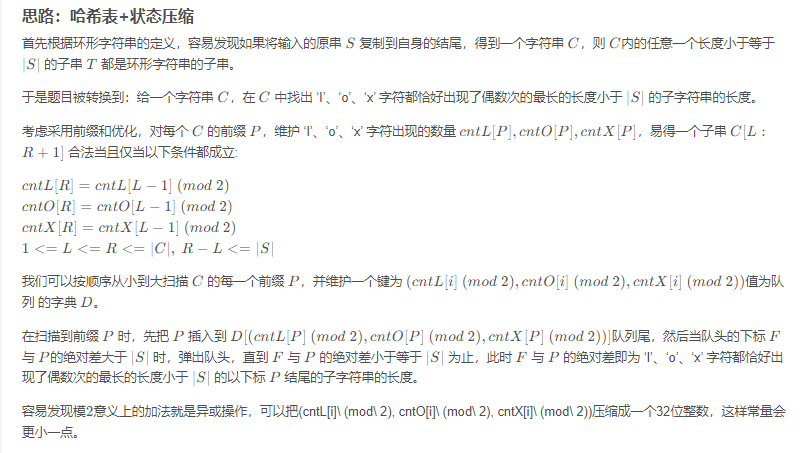 思路：哈希表+状态压缩
首先根据环形字符串的定义，容易发现如果将输入的原串 S 复制到自身的结尾，得到一个字符串 C，则 C内的任意一个长度小于等于
|S| 的子串 T 都是环形字符串的子串。
于是题目被转换到：给一个字符串 C，在 C 中找出 'l'、'o'、'x' 字符都恰好出现了偶数次的最长的长度小于 |S| 的子字符串的长度。
考虑采用前缀和优化，对每个 C 的前缀 P，维护 'l'、'o'、'x' 字符出现的数量 cntL[P], cntO[P], cntX[P]，易得一个子串 C[L :
R + 1] 合法当且仅当以下条件都成立:
cntL[R] = cntL[L − 1] (mod 2)
cntO[R] = cntO[L − 1] (mod 2)
cntX[R] = cntX[L − 1] (mod 2)
1 <= L <= R <= |C|, R − L <= |S|
我们可以按顺序从小到大扫描 C 的每一个前缀 P，并维护一个键为 (cntL[i] (mod 2), cntO[i] (mod 2), cntX[i] (mod 2))值为队
列 的字典 D。
在扫描到前缀 P 时，先把 P 插入到 D[(cntL[P] (mod 2), cntO[P] (mod 2), cntX[P] (mod 2))]队列尾，然后当队头的下标 F
与 P的绝对差大于 |S| 时，弹出队头，直到 F 与 P 的绝对差小于等于 |S| 为止，此时 F 与 P 的绝对差即为 'l'、'o'、'x' 字符都恰好出
现了偶数次的最长的长度小于 |S| 的以下标 P 结尾的子字符串的长度。
容易发现模2意义上的加法就是异或操作，可以把(cntL[i]\ (mod\ 2), cntO[i]\ (mod\ 2), cntX[i]\ (mod\ 2))压缩成一个32位整数，这样常量会
更小一点。